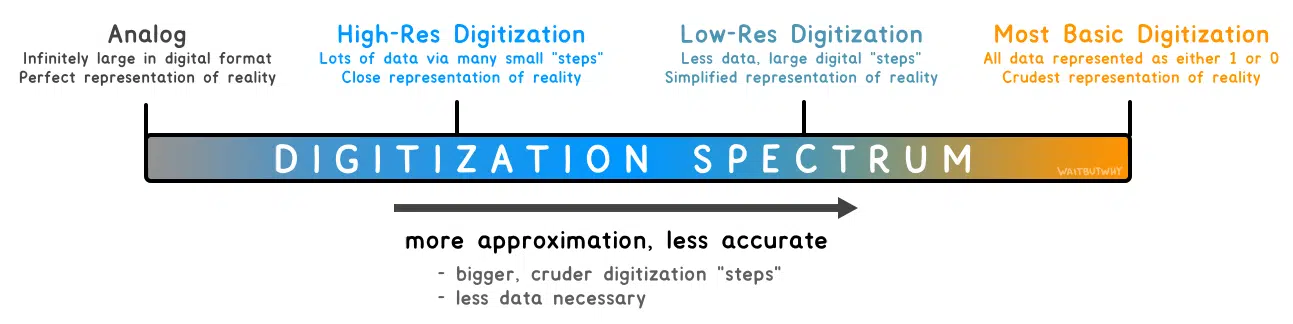 Analog
Infinitely large in digital format
Perfect representation of reality
High-Res Digitization
Lots of data via many small "steps"
Close representation of reality
Low-Res Digitization
Less data, large digital "steps"
Simplified representation of reality
Most Basic Digitization
All data represented as either 1 or 0
Crudest representation of reality
DIGITIZATION SPECTRUM
WAITBUTWHY
more approximation, less accurate
- bigger, cruder digitization "steps"
- less data necessary